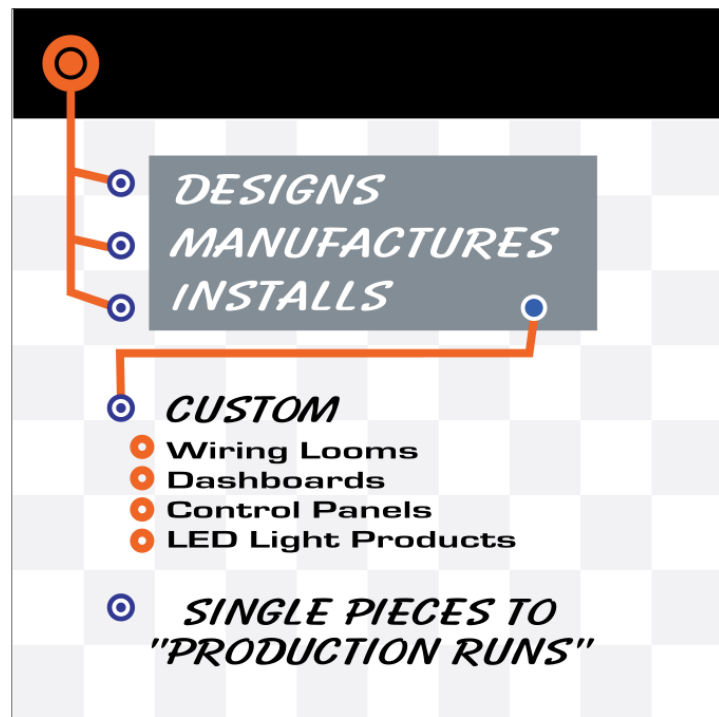 DESIGNS
MANUFACTURES
INSTALLS
CUSTOM
Wiring Looms
Dashboards
Control Panels
LED Light Products
SINGLE PIECES TO
"PRODUCTION RUNS"